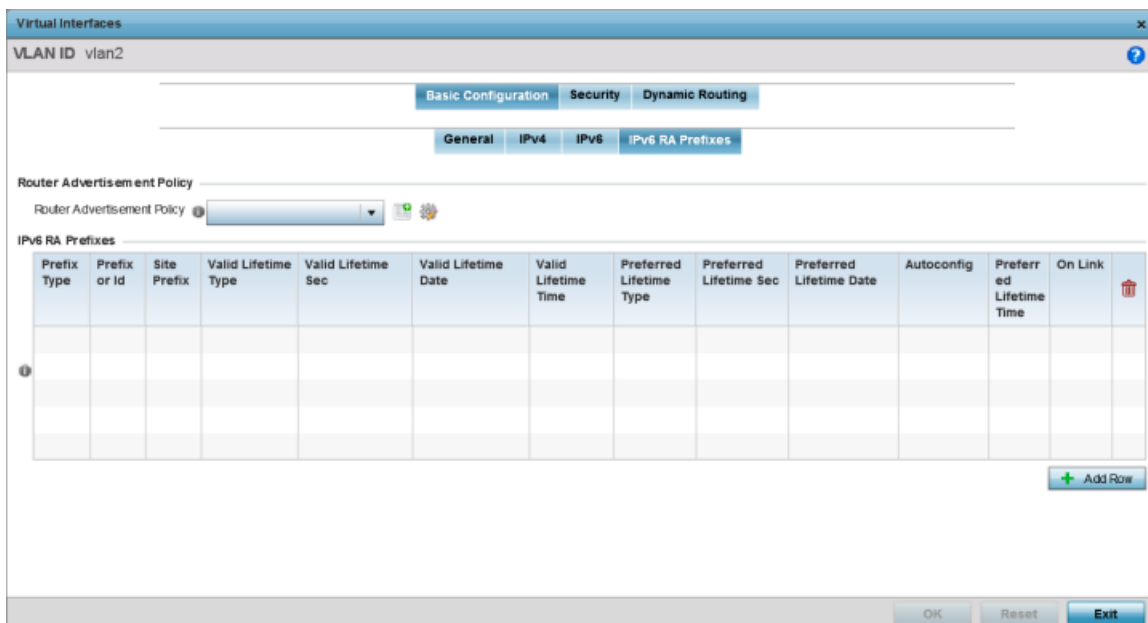 Virtual Interfaces
VLAN ID vlan2
Basic Configuration Security Dynamic Routing
General IPv4 IPv6 IPv6 RA Prefixes
Router Advertisement Policy
Router Advertisement Policy
IPv6 RA Prefixes
Prefix Type Prefix or Id Site Prefix Valid Lifetime Type Valid Lifetime Sec Valid Lifetime Date Valid Lifetime Time Preferred Lifetime Type Preferred Lifetime Sec Preferred Lifetime Date Autoconfig Preferred Lifetime Time On Link
Add Row
OK Reset Exit